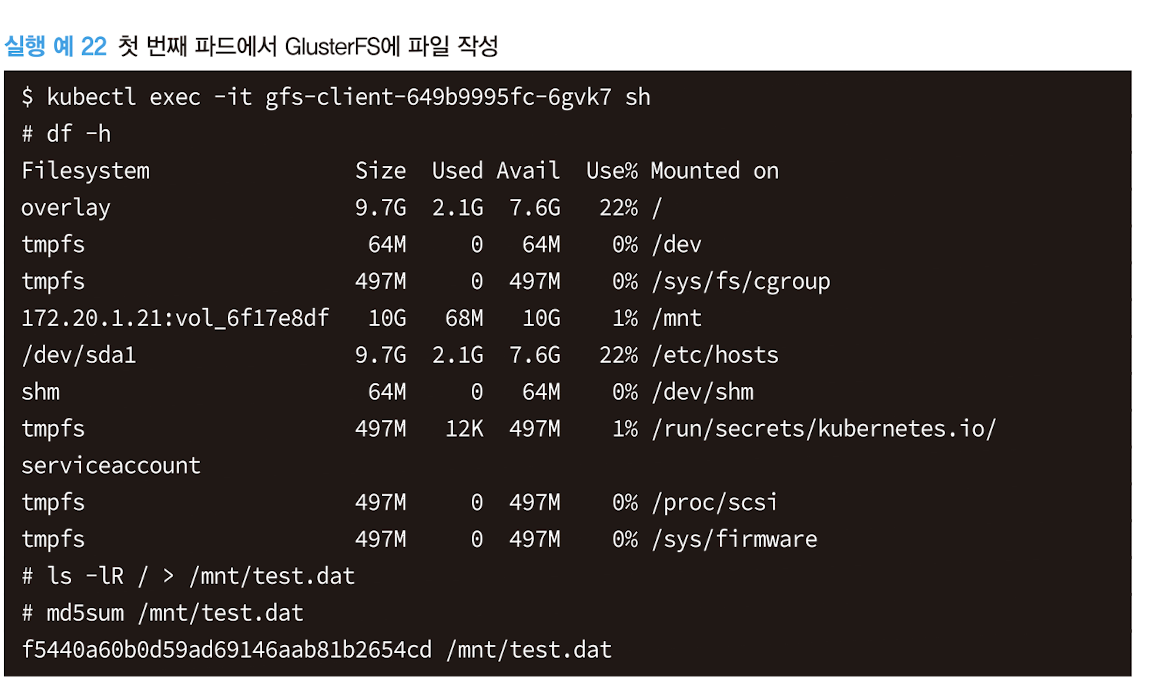 실행 예 22 첫 번째 파드에서 GlusterFS에 파일 작성
$ kubectl exec -it gfs-client-649b9995fc-6gvk7 sh
# df -h
Filesystem                Size  Used Avail  Use% Mounted on
overlay                   9.7G  2.1G  7.6G   22% /
tmpfs                      64M     0   64M    0% /dev
tmpfs                     497M     0  497M    0% /sys/fs/cgroup
172.20.1.21:vol_6f17e8df   10G   68M   10G    1% /mnt
/dev/sda1                 9.7G  2.1G  7.6G   22% /etc/hosts
shm                        64M     0   64M    0% /dev/shm
tmpfs                     497M   12K  497M    1% /run/secrets/kubernetes.io/
serviceaccount
tmpfs                     497M     0  497M    0% /proc/scsi
tmpfs                     497M     0  497M    0% /sys/firmware
# ls -lR / > /mnt/test.dat
# md5sum /mnt/test.dat
f5440a60b0d59ad69146aab81b2654cd /mnt/test.dat